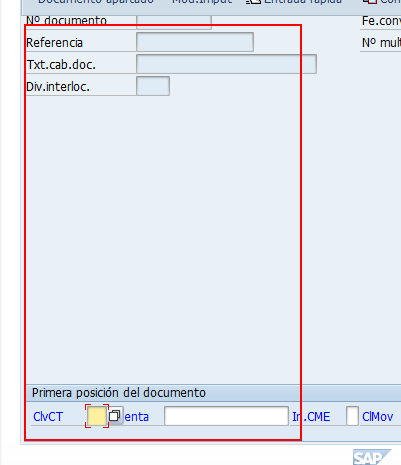 Documento aparcado Mod.imput Entrada rápida Con
Nº documento Fe.conv
Referencia Nº mult
Txt.cab.doc.
Div.interloc.
Primera posición del documento
ClvCT enta In.CME ClMov
SAP